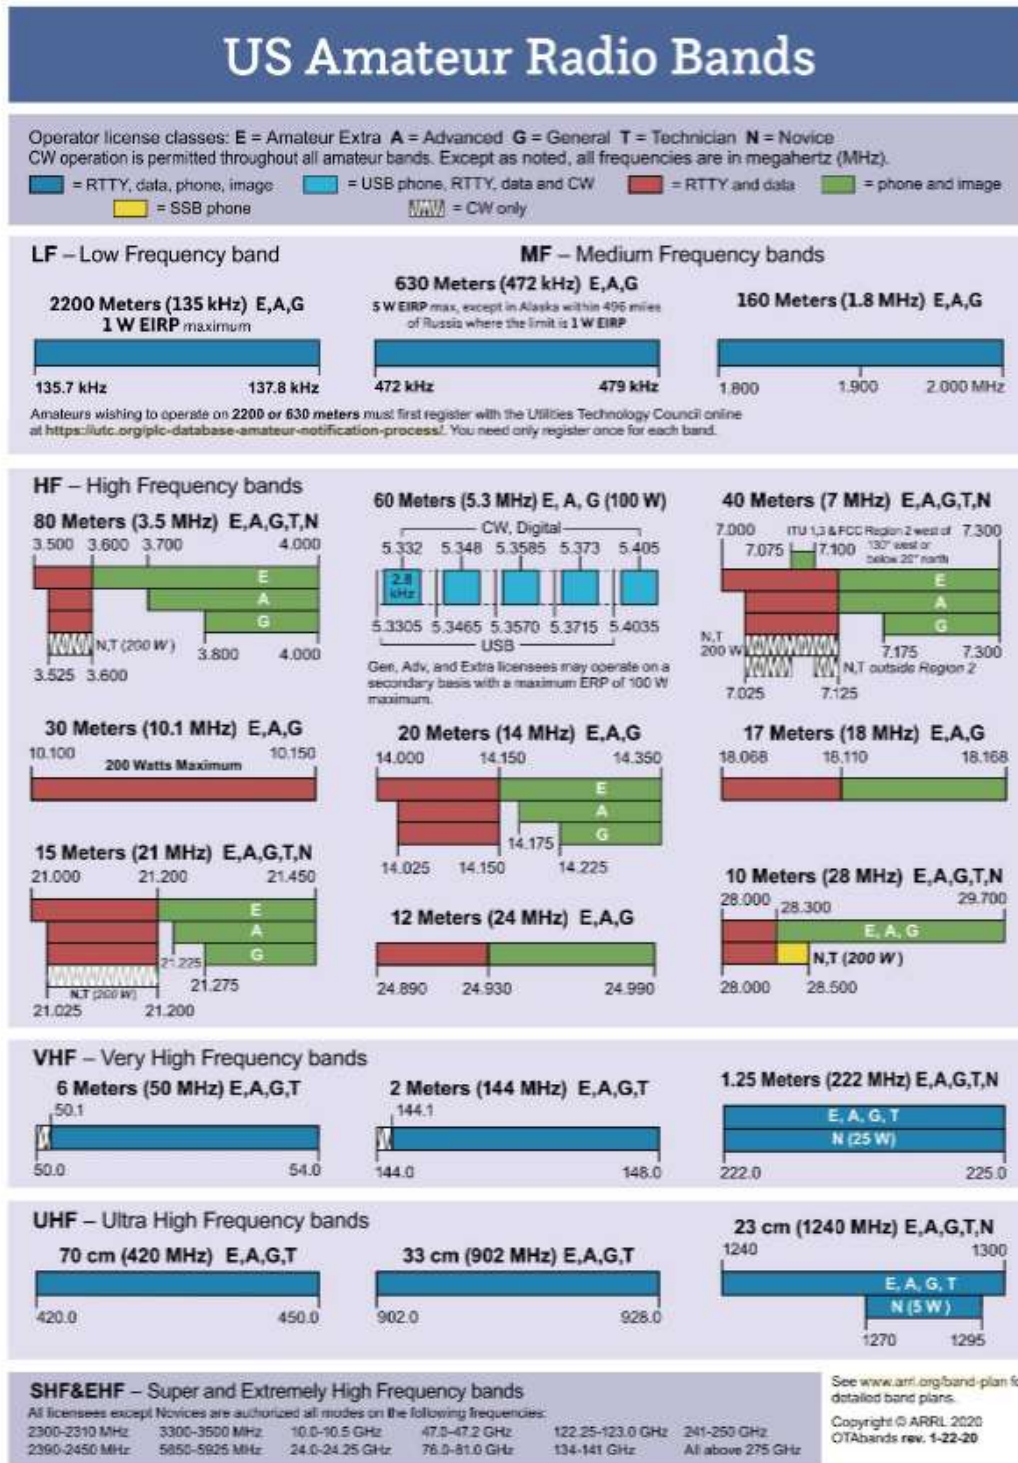 US Amateur Radio Bands
Operator license classes: E = Amateur Extra A = Advanced G = General T = Technician N = Novice
CW operation is permitted throughout all amateur bands. Except as noted, all frequencies are in megahertz (MHz).
= RTTY, data, phone, image = USB phone, RTTY, data and CW = RTTY and data = phone and image
= SSB phone = CW only
LF – Low Frequency band
2200 Meters (135 kHz) E,A,G
1 W EIRP maximum
135.7 kHz 137.8 kHz
MF – Medium Frequency bands
630 Meters (472 kHz) E,A,G
5 W EIRP max, except in Alaska within 496 miles
of Russia where the limit is 1 W EIRP
472 kHz 479 kHz
160 Meters (1.8 MHz) E,A,G
1.800 1.900 2.000 MHz
Amateurs wishing to operate on 2200 or 630 meters must first register with the Utilities Technology Council online
at https://utc.org/plc-database-amateur-notification-process/. You need only register once for each band.
HF – High Frequency bands
80 Meters (3.5 MHz) E,A,G,T,N
3.500 3.600 3.700 4.000
E
A
G
N,T (200 W)
3.800 4.000
3.525 3.600
60 Meters (5.3 MHz) E, A, G (100 W)
CW, Digital
5.332 5.348 5.3585 5.373 5.405
2.8
kHz
5.3305 5.3465 5.3570 5.3715 5.4035
USB
Gen, Adv, and Extra licensees may operate on a
secondary basis with a maximum ERP of 100 W
maximum.
40 Meters (7 MHz) E,A,G,T,N
7.000 ITU 1,3 & FCC Region 2 west of 7.300
7.075 7.100 130° west or
below 20° north
E
A
G
N,T
200 W
7.175 7.300
N,T outside Region 2
7.025 7.125
30 Meters (10.1 MHz) E,A,G
10.100 10.150
200 Watts Maximum
20 Meters (14 MHz) E,A,G
14.000 14.150 14.350
E
A
G
14.175
14.025 14.150 14.225
17 Meters (18 MHz) E,A,G
18.068 18.110 18.168
15 Meters (21 MHz) E,A,G,T,N
21.000 21.200 21.450
E
A
G
21.225
21.275
N,T (200 W)
21.025 21.200
12 Meters (24 MHz) E,A,G
24.890 24.930 24.990
10 Meters (28 MHz) E,A,G,T,N
28.000 28.300 29.700
E, A, G
N,T (200 W)
28.000 28.500
VHF – Very High Frequency bands
6 Meters (50 MHz) E,A,G,T
50.1
50.0 54.0
2 Meters (144 MHz) E,A,G,T
144.1
144.0 148.0
1.25 Meters (222 MHz) E,A,G,T,N
E, A, G, T
N (25 W)
222.0 225.0
UHF – Ultra High Frequency bands
70 cm (420 MHz) E,A,G,T
420.0 450.0
33 cm (902 MHz) E,A,G,T
902.0 928.0
23 cm (1240 MHz) E,A,G,T,N
1240 1300
E, A, G, T
N (5 W)
1270 1295
SHF&EHF – Super and Extremely High Frequency bands
All licensees except Novices are authorized all modes on the following frequencies:
2300-2310 MHz 3300-3500 MHz 10.0-10.5 GHz 47.0-47.2 GHz 122.25-123.0 GHz 241-250 GHz
2390-2450 MHz 5650-5925 MHz 24.0-24.25 GHz 76.0-81.0 GHz 134-141 GHz All above 275 GHz
See www.arrl.org/band-plan fo
detailed band plans.
Copyright © ARRL 2020
OTAbands rev. 1-22-20